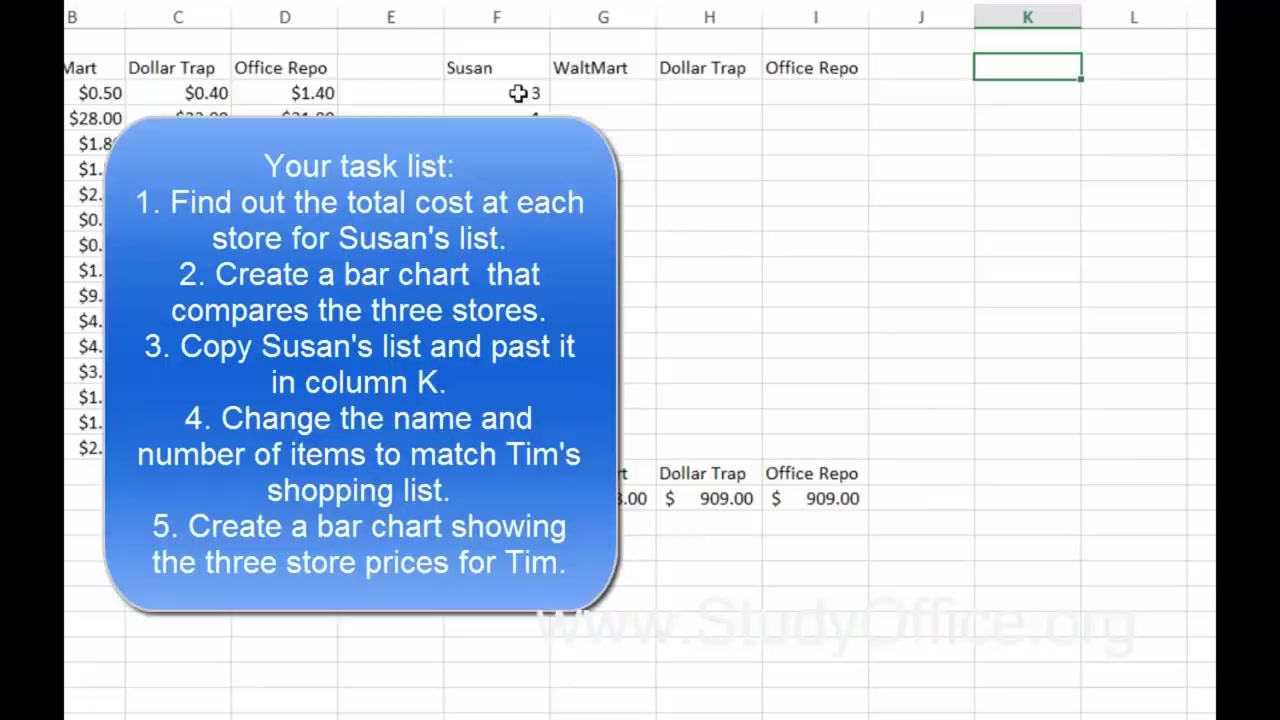 B C D E F G H I J K L
Mart Dollar Trap Office Repo Susan WaltMart Dollar Trap Office Repo
$0.50 $0.40 $1.40 3
$28.00
$1.8
$1.
$2.
$0.
$0.
$1.
$9.
$4.
$4.
$3.
$1.
$1.
$2.
Your task list:
1. Find out the total cost at each
store for Susan's list.
2. Create a bar chart that
compares the three stores.
3. Copy Susan's list and past it
in column K.
4. Change the name and
number of items to match Tim's
shopping list.
5. Create a bar chart showing
the three store prices for Tim.
rt Dollar Trap Office Repo
3.00 $ 909.00 $ 909.00
www.StudyOffice.org